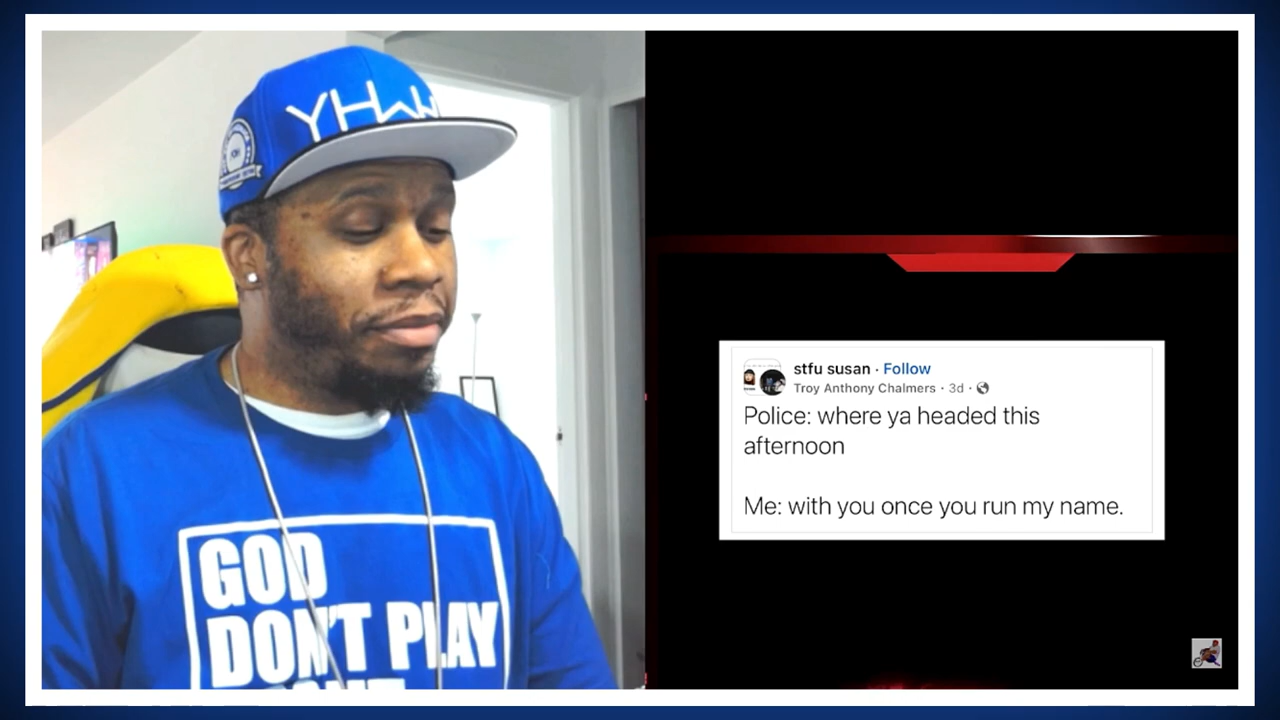 YHWH
GOD
DON'T PLAY
stfu susan · Follow
Troy Anthony Chalmers · 3d ·
Police: where ya headed this
afternoon
Me: with you once you run my name.